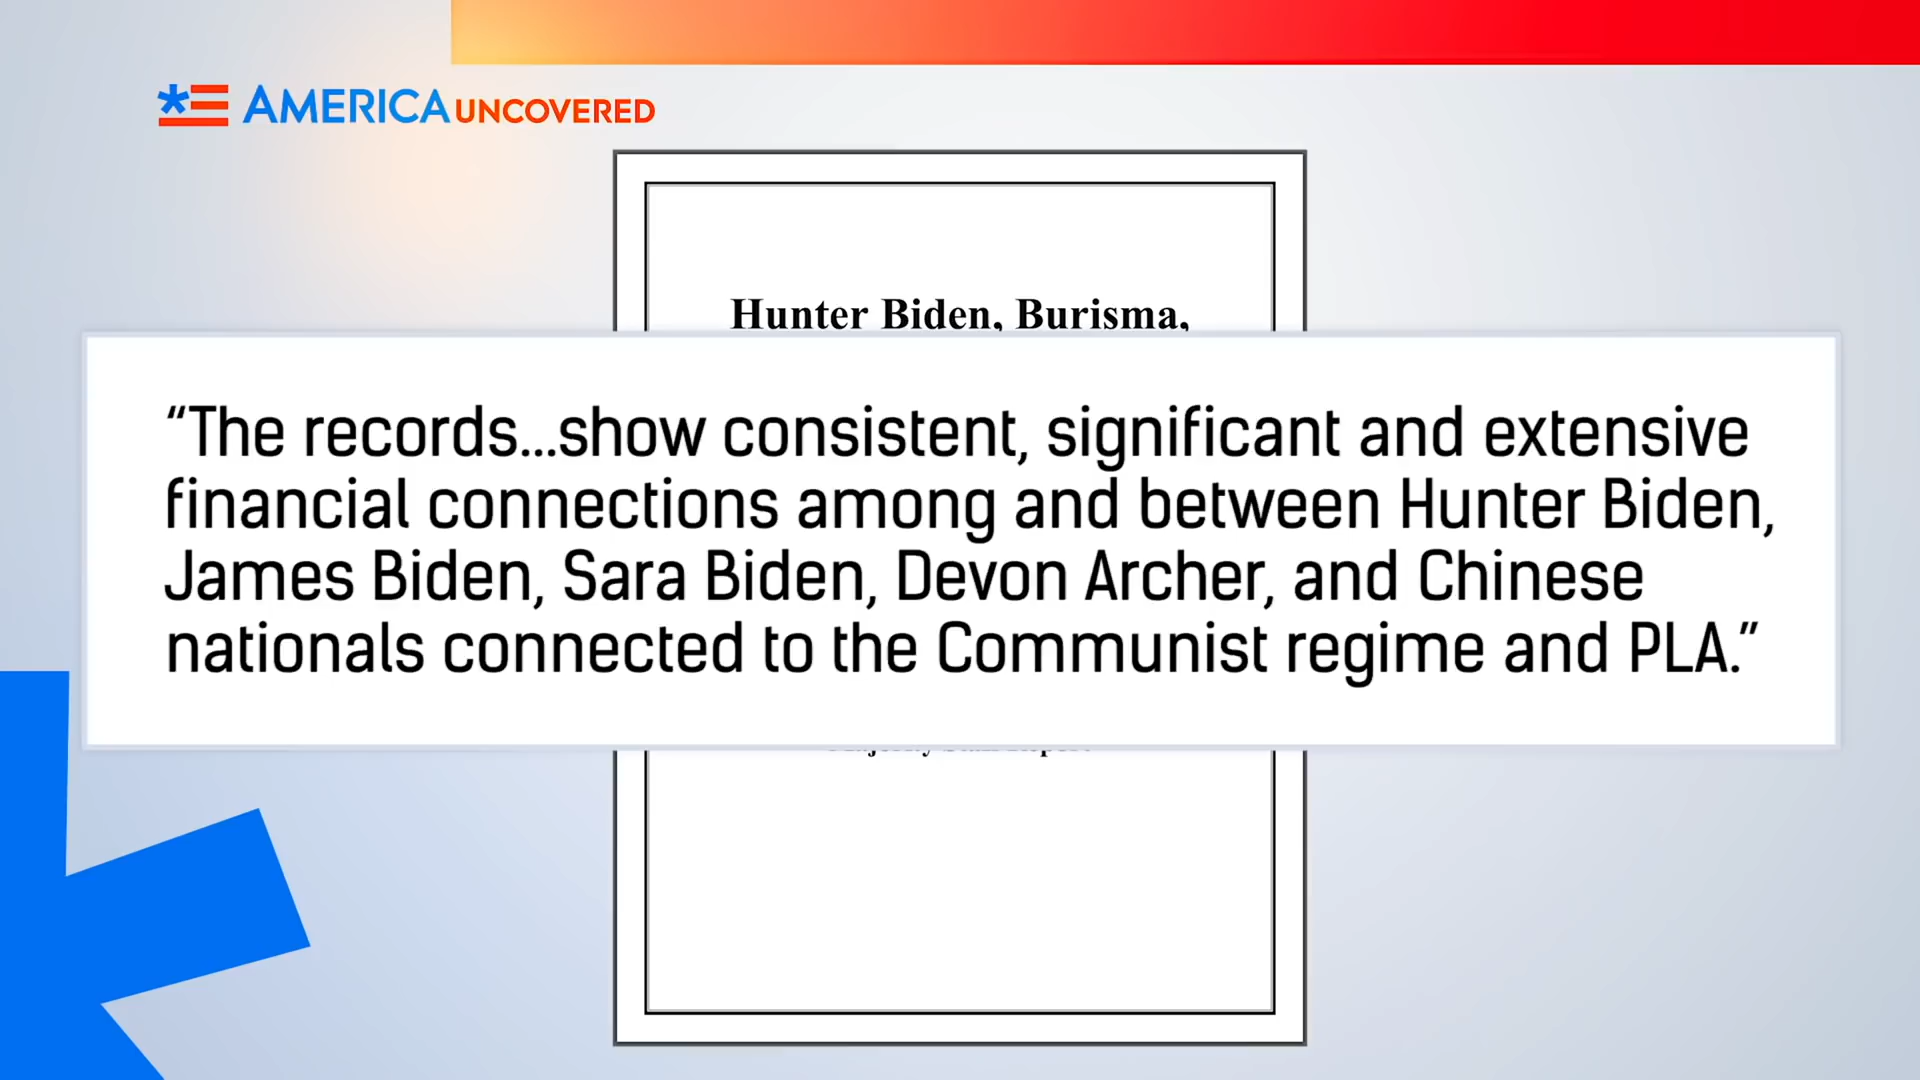 AMERICA UNCOVERED
Hunter Biden, Burisma,
“The records...show consistent, significant and extensive
financial connections among and between Hunter Biden,
James Biden, Sara Biden, Devon Archer, and Chinese
nationals connected to the Communist regime and PLA.”